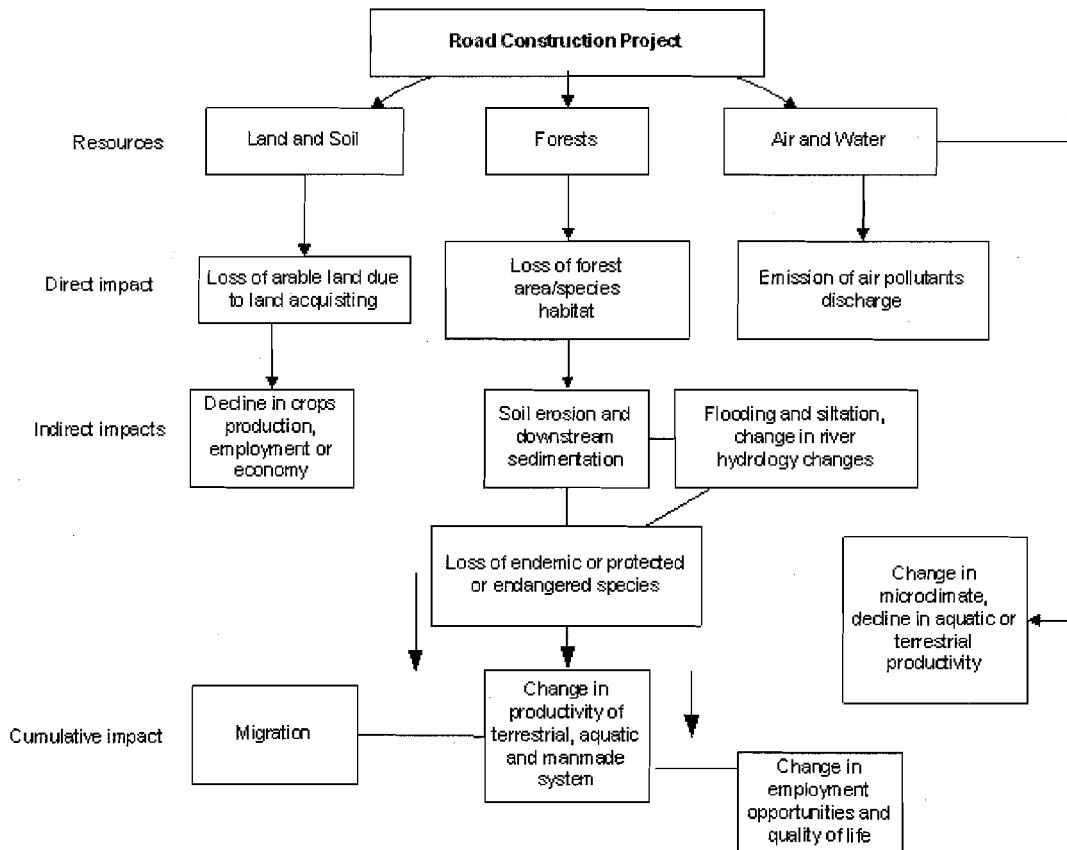 Road Construction Project
Resources
Land and Soil
Forests
Air and Water
Direct impact
Loss of arable land due
to land acquisiting
Loss of forest
area/species
habitat
Emission of air pollutants
discharge
Indirect impacts
Decline in crops
production,
employment or
economy
Soil erosion and
downstream
sedimentation
Flooding and siltation,
change in river
hydrology changes
Loss of endemic or protected
or endangered species
Change in
microclimate,
decline in aquatic or
terrestrial
productivity
Cumulative impact
Migration
Change in
productivity of
terrestrial, aquatic
and manmade
system
Change in
employment
opportunities and
quality of life